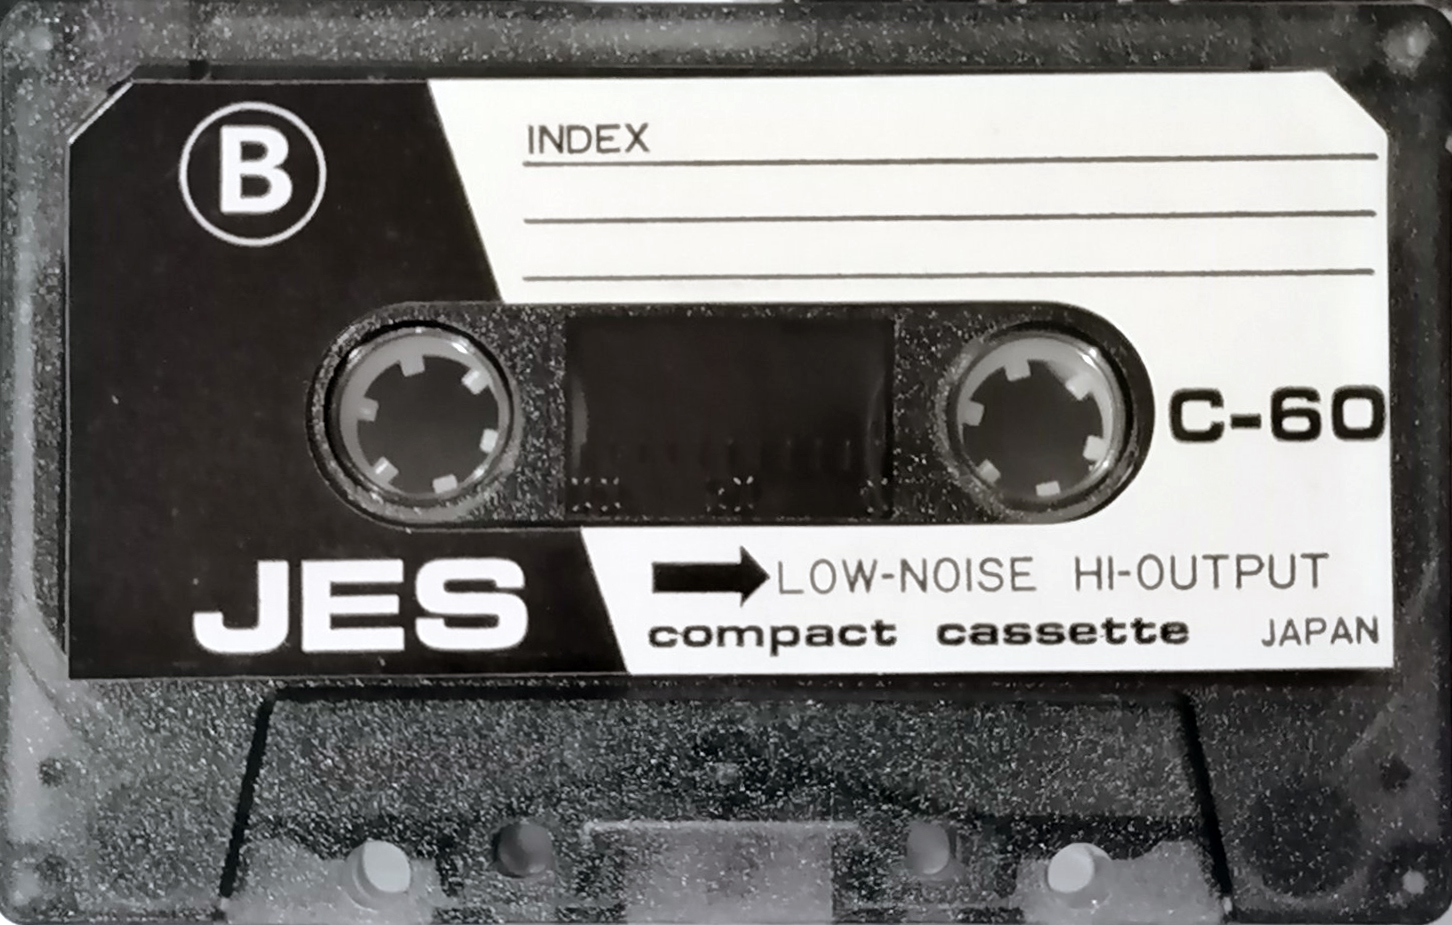 B
INDEX
C-60
JES
LOW-NOISE HI-OUTPUT
compact cassette JAPAN